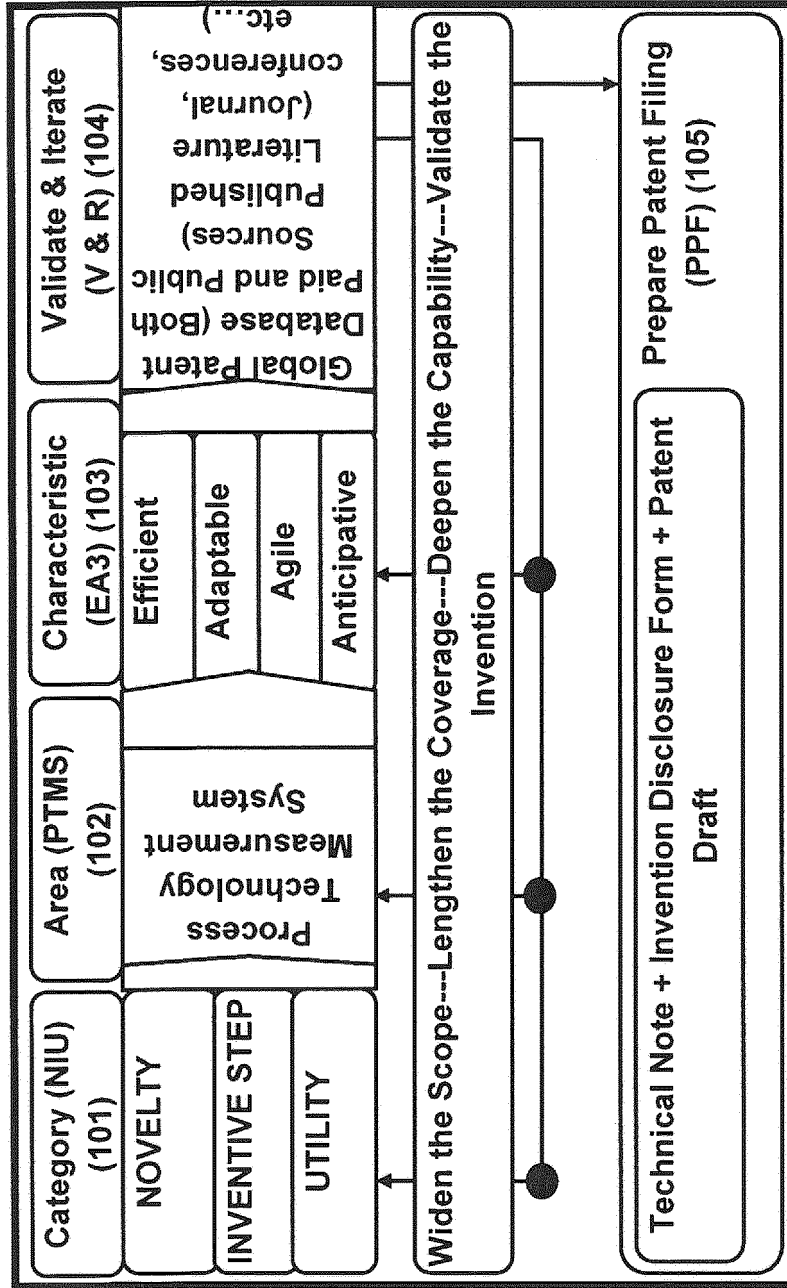 Category (NIU)
(101)
NOVELTY
INVENTIVE STEP
UTILITY
Area (PTMS)
(102)
Process
Technology
Measurement
System
Characteristic
(EA3) (103)
Efficient
Adaptable
Agile
Anticipative
Validate & Iterate
(V & R) (104)
Global Patent
Database (Both
Paid and Public
Sources)
Published
Literature
(Journal,
conferences,
etc...)
Widen the Scope---Lengthen the Coverage---Deepen the Capability---Validate the
Invention
Technical Note + Invention Disclosure Form + Patent
Draft
Prepare Patent Filing
(PPF) (105)